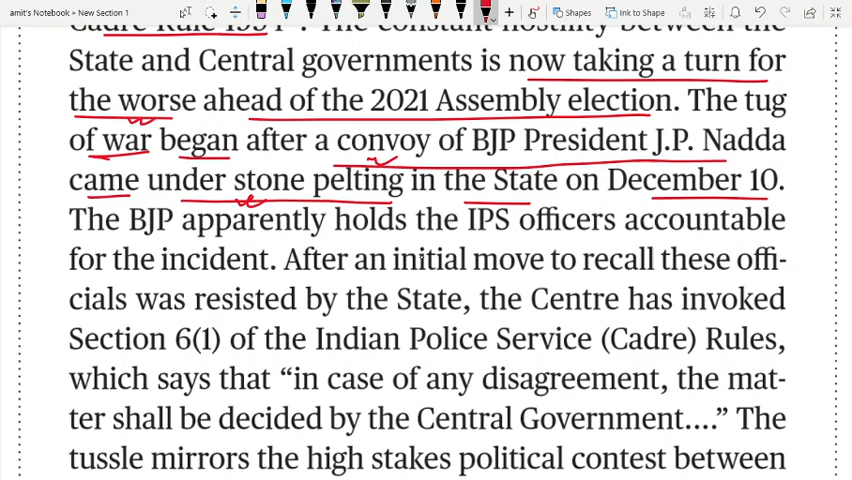 amit's Notebook » New Section 1
Shapes
Ink to Shape
The constant hostility between the
State and Central governments is now taking a turn for
the worse ahead of the 2021 Assembly election. The tug
of war began after a convoy of BJP President J.P. Nadda
came under stone pelting in the State on December 10.
The BJP apparently holds the IPS officers accountable
for the incident. After an initial move to recall these offi-
cials was resisted by the State, the Centre has invoked
Section 6(1) of the Indian Police Service (Cadre) Rules,
which says that “in case of any disagreement, the mat-
ter shall be decided by the Central Government....” The
tussle mirrors the high stakes political contest between